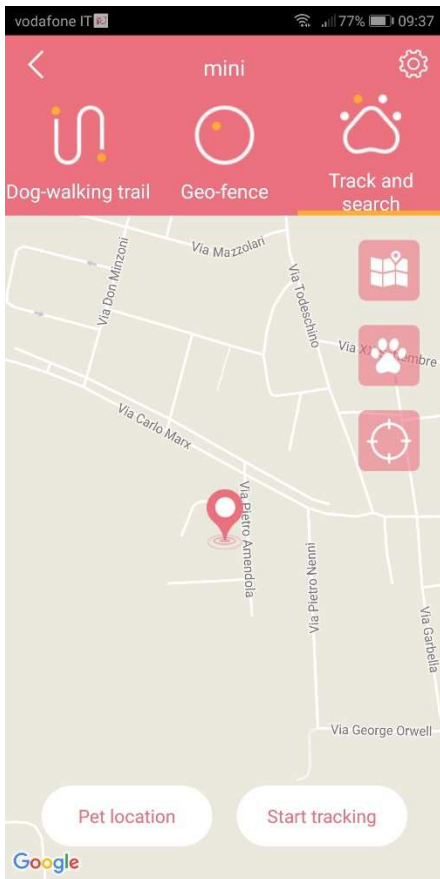 vodafone IT
77% 09:37
mini
Dog-walking trail
Geo-fence
Track and
search
Via Mazzolari
Via Don Minzoni
Via Todeschino
Via X
mbre
Via Carlo Marx
Via Pietro Amendola
Via Pietro Nenni
Via Garbella
Via George Orwell
Pet location
Start tracking
Google